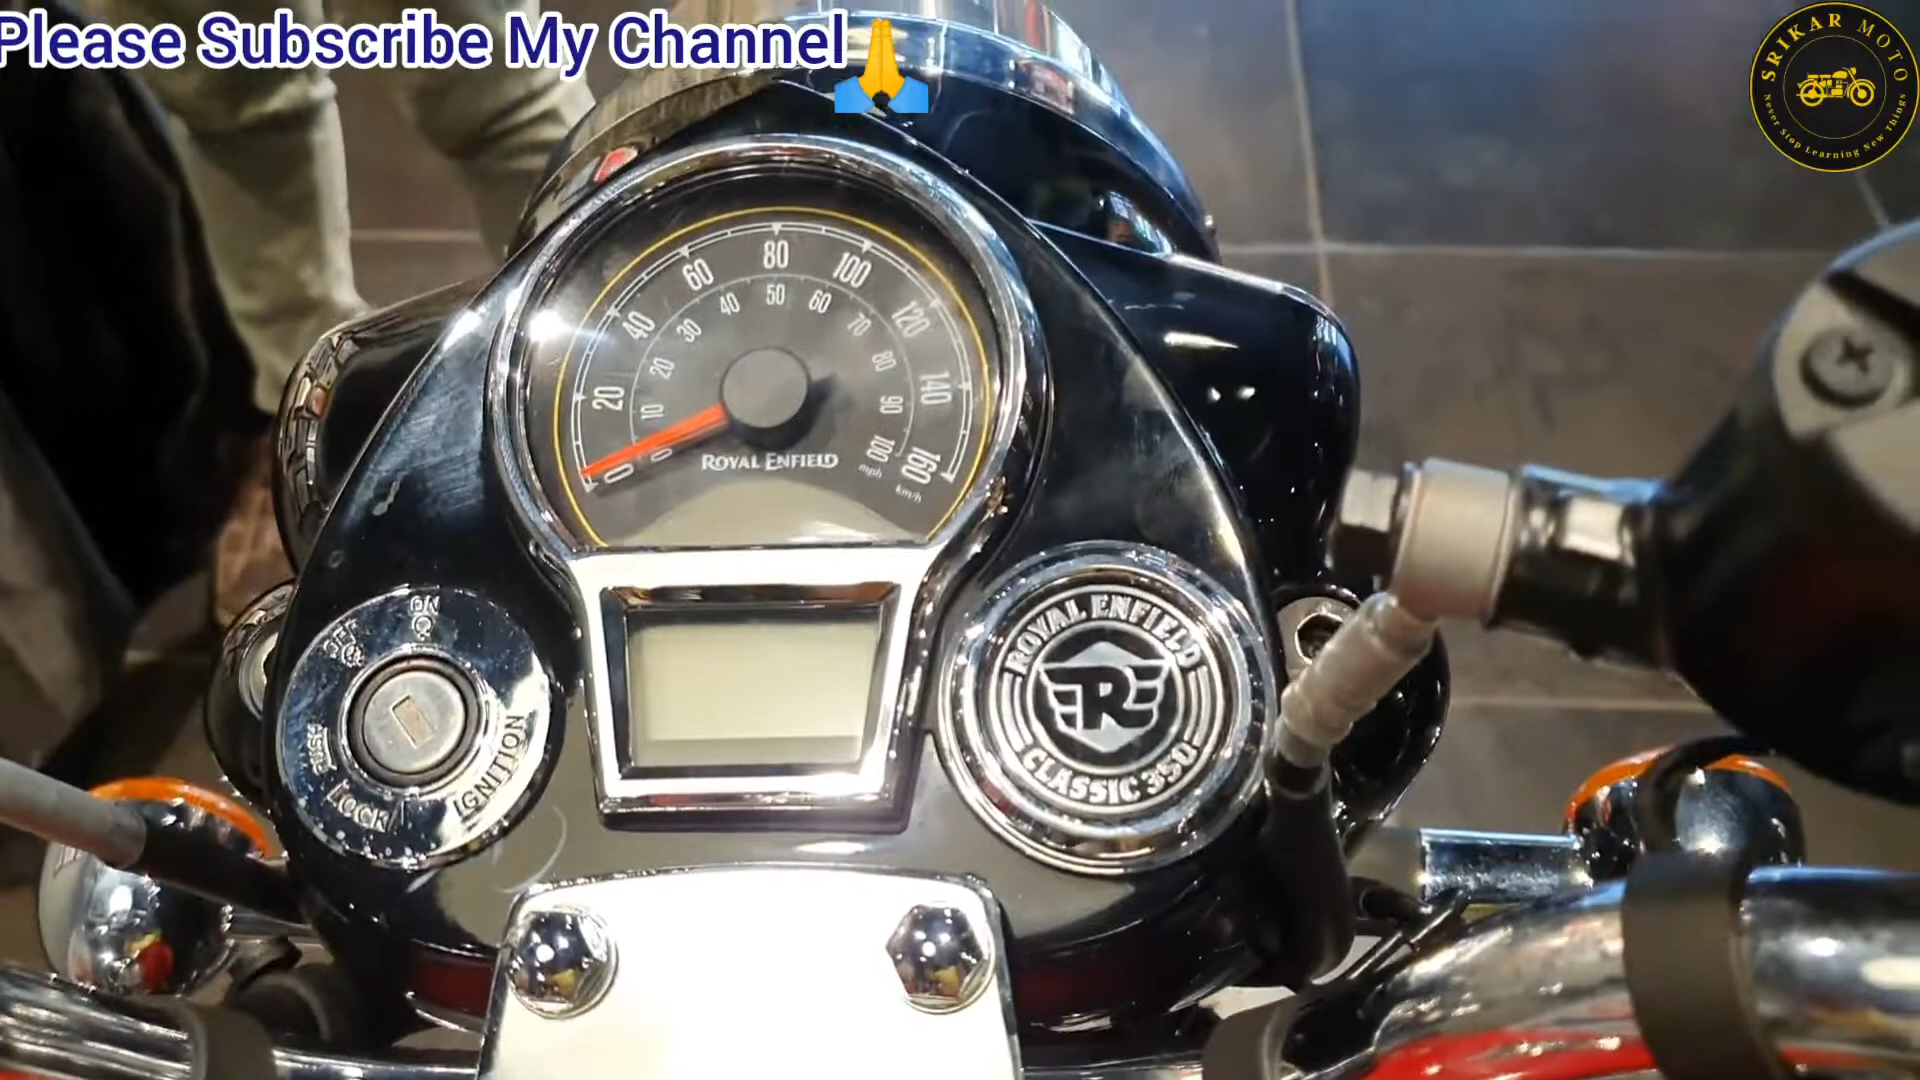 Please Subscribe My Channel🙏
SRIKAR MOTO
Never Stop Learning New Things
0 20 40 60 80 100 120 140 160
0 10 20 30 40 50 60 70 80 90 100
mph
km/h
ROYAL ENFIELD
ON
OFF
LOCK
IGNITION
PUSH
ROYAL ENFIELD
R
CLASSIC 350